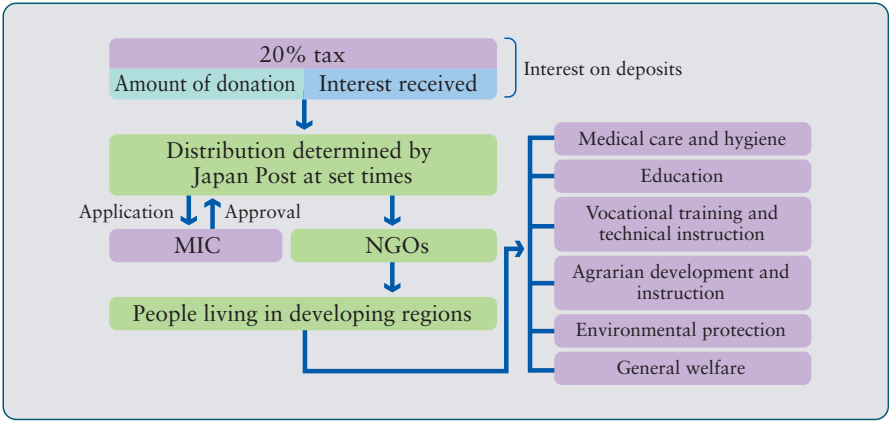 20% tax
Amount of donation
Interest received
Interest on deposits
Distribution determined by
Japan Post at set times
Application
Approval
MIC
NGOs
People living in developing regions
Medical care and hygiene
Education
Vocational training and
technical instruction
Agrarian development and
instruction
Environmental protection
General welfare